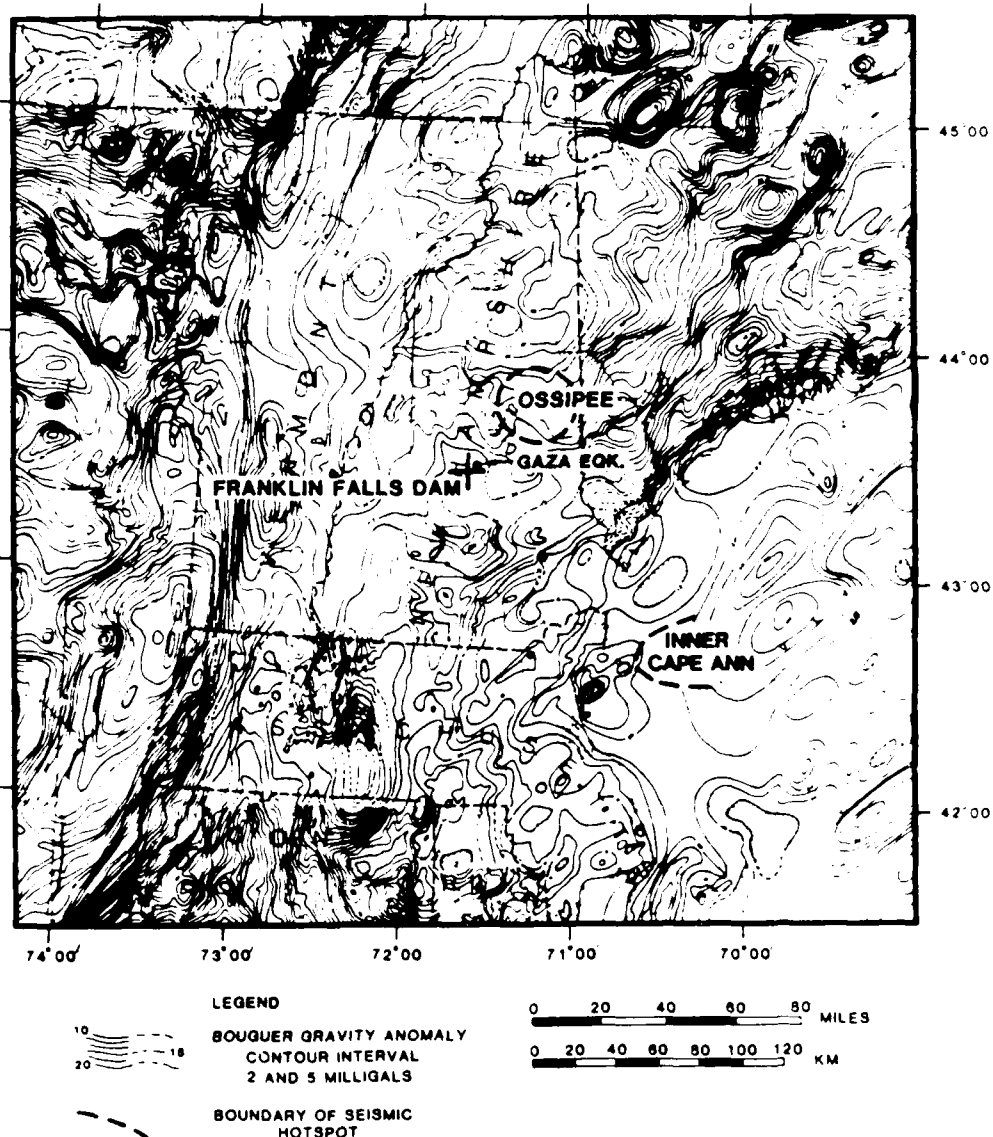 45°00
44°00
OSSIPEE
GAZA EQK.
FRANKLIN FALLS DAM
43°00
INNER
CAPE ANN
42°00
74°00' 73°00' 72°00' 71°00' 70°00'
LEGEND
10 18 20
BOUGUER GRAVITY ANOMALY
CONTOUR INTERVAL
2 AND 5 MILLIGALS
BOUNDARY OF SEISMIC
HOTSPOT
0 20 40 60 80 MILES
0 20 40 60 80 100 120 KM